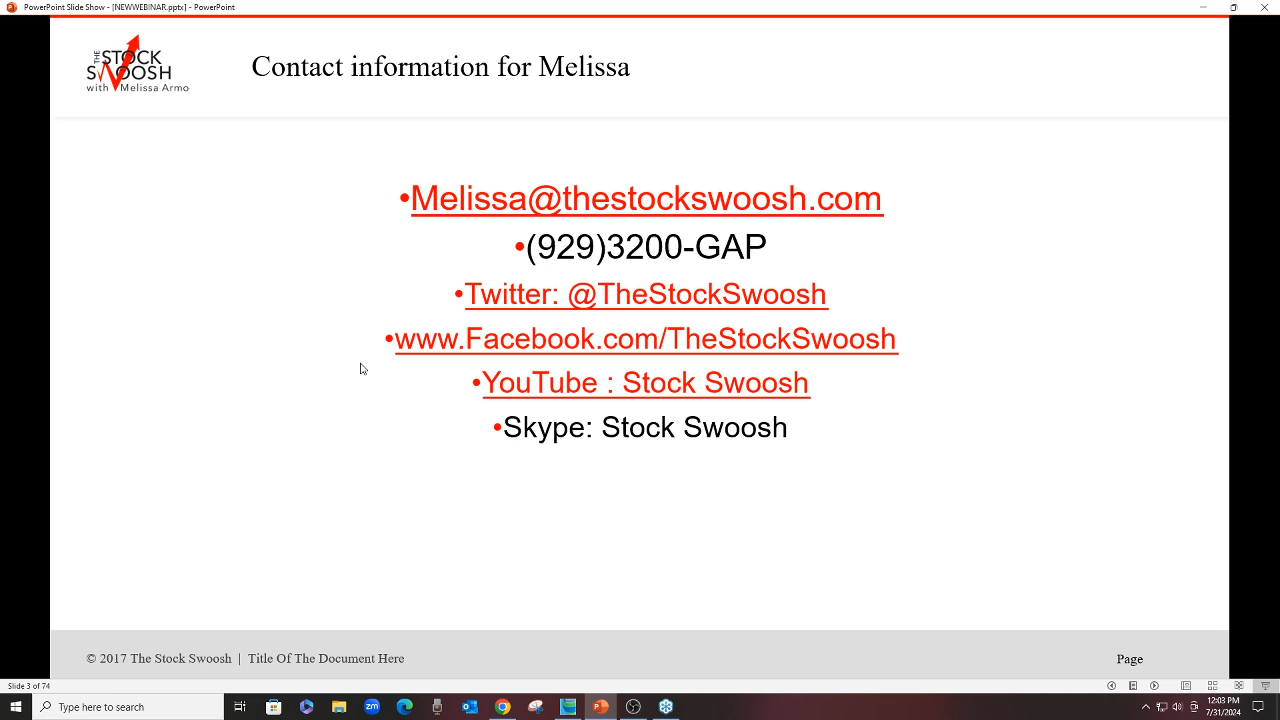 PowerPoint Slide Show - [NEWWEBINAR.pptx] - PowerPoint
THE STOCK
SWOOSH
with Melissa Armo
Contact information for Melissa
•Melissa@thestockswoosh.com
•(929)3200-GAP
•Twitter: @TheStockSwoosh
•www.Facebook.com/TheStockSwoosh
•YouTube : Stock Swoosh
•Skype: Stock Swoosh
© 2017 The Stock Swoosh | Title Of The Document Here
Page
Slide 3 of 74
Type here to search
zm
12:03 PM
7/31/2024